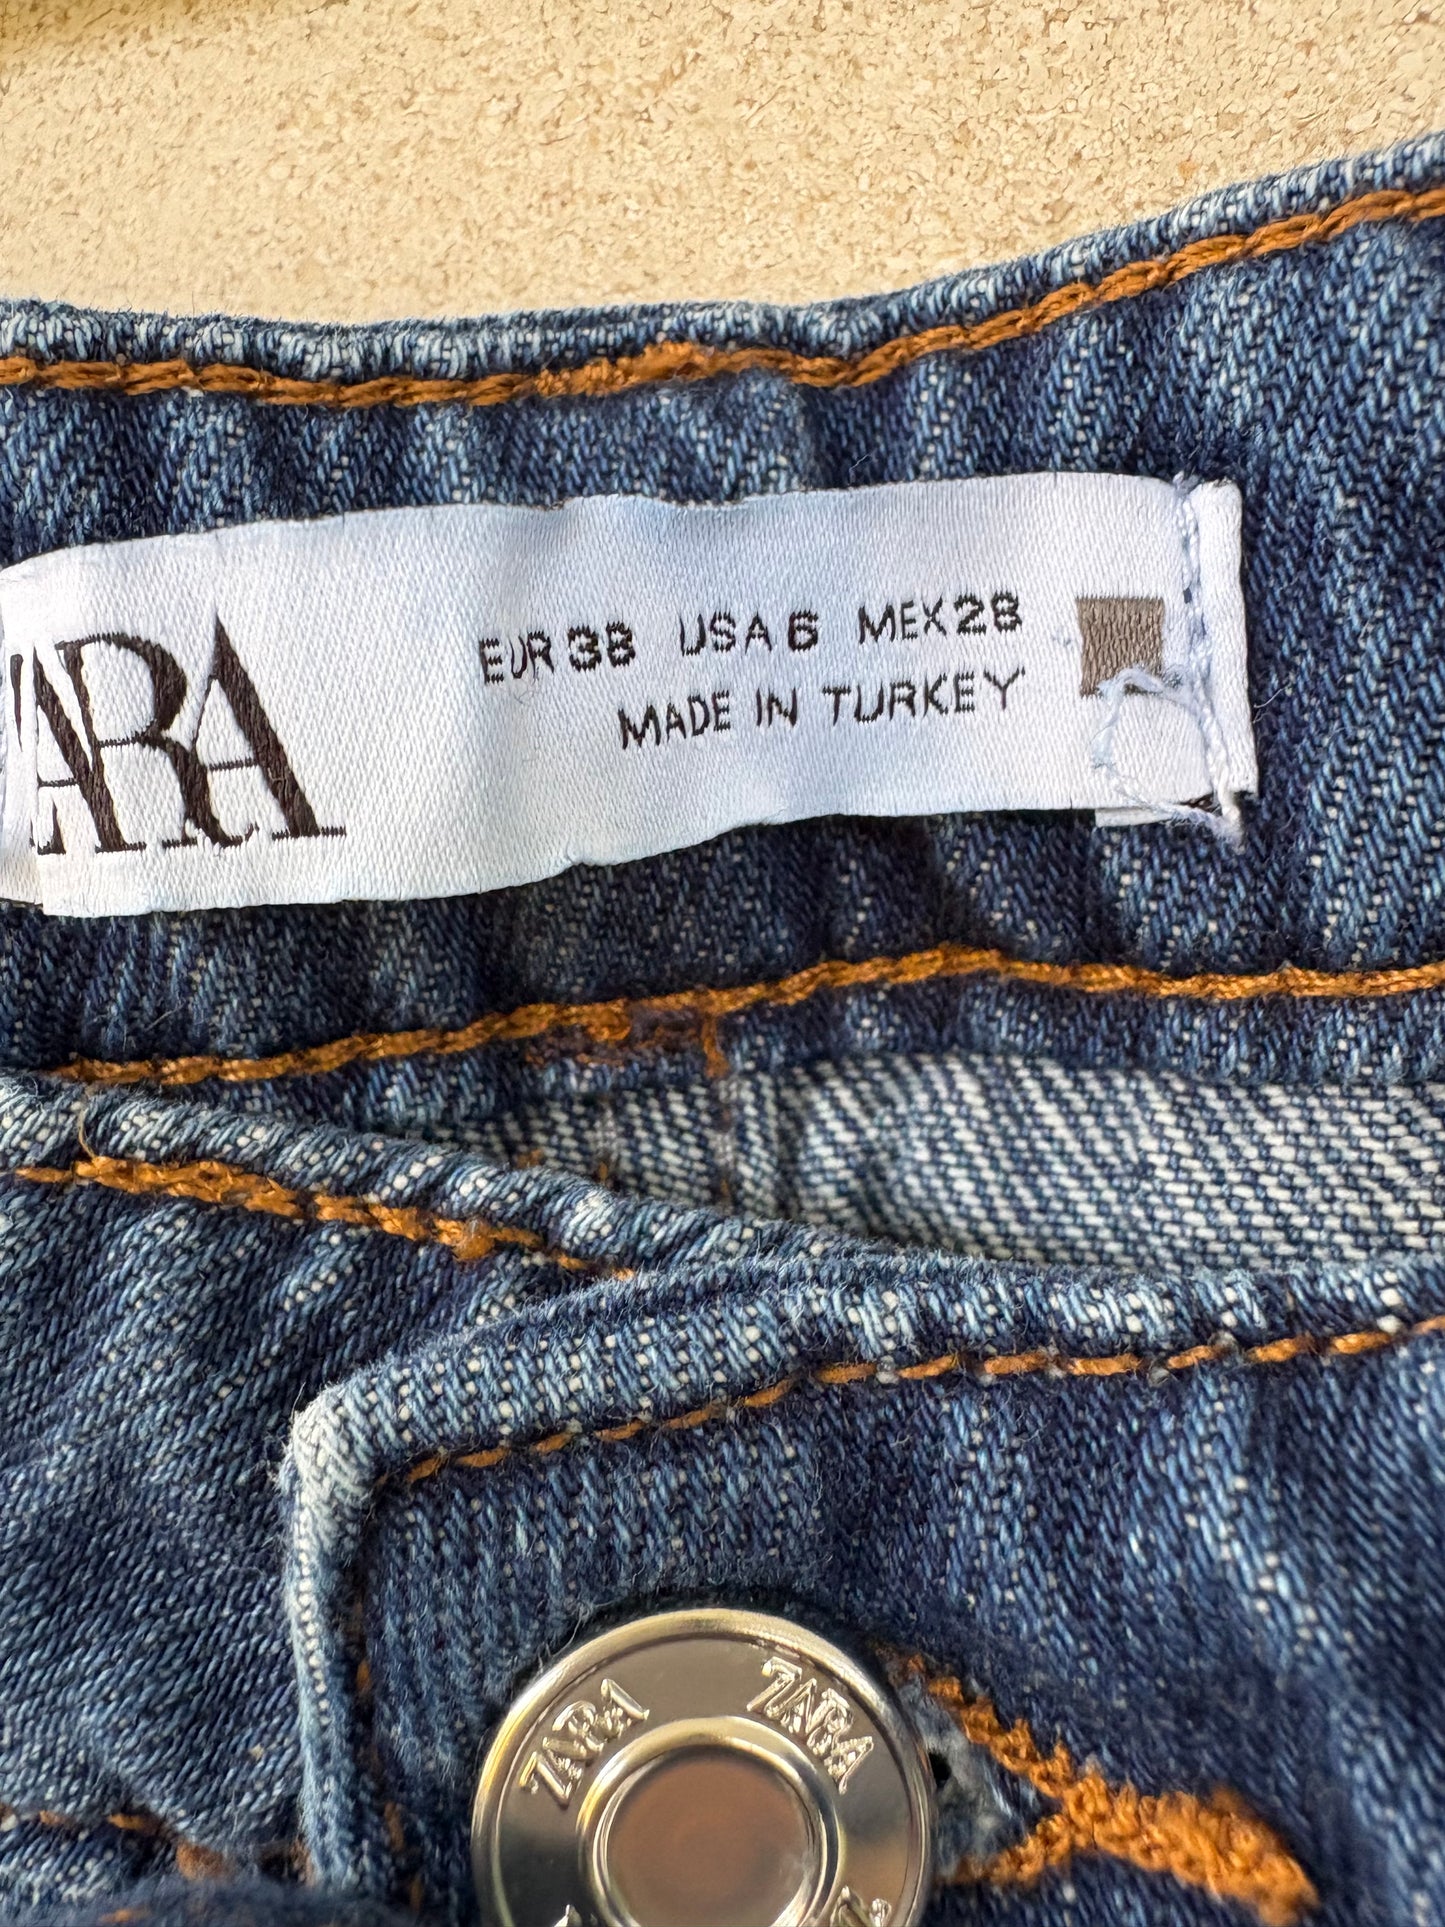 ZARA
EUR 38 USA 6 MEX 28
MADE IN TURKEY
ZARA ZARA